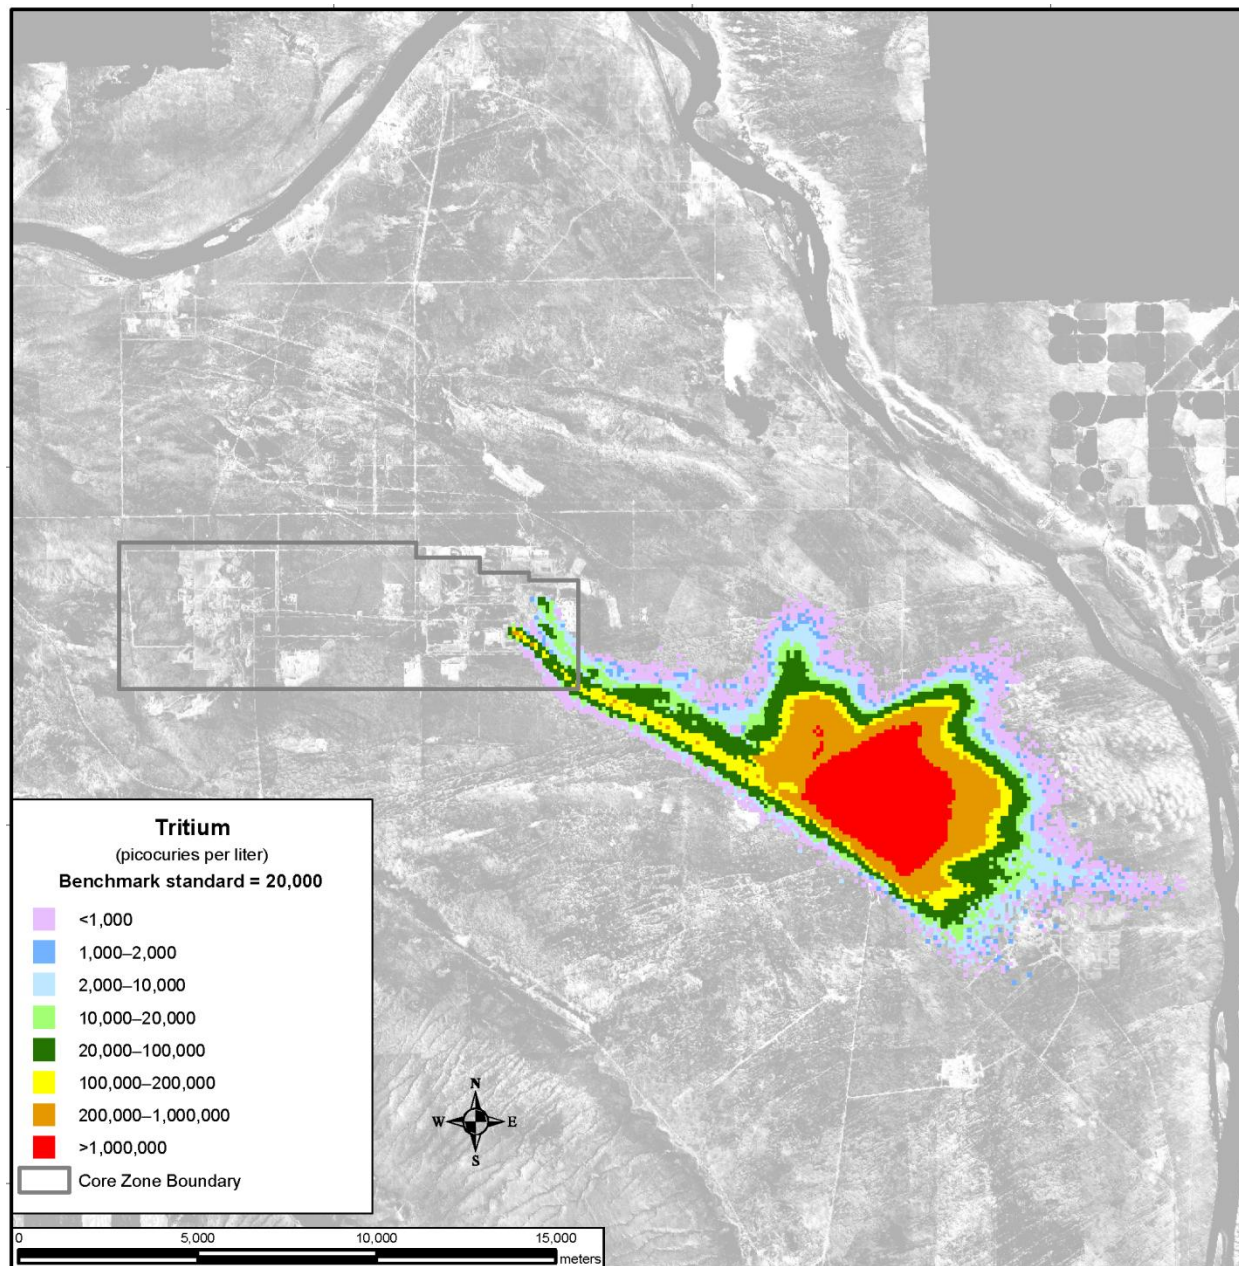 Tritium
(picocuries per liter)
Benchmark standard = 20,000
<1,000
1,000–2,000
2,000–10,000
10,000–20,000
20,000–100,000
100,000–200,000
200,000–1,000,000
>1,000,000
Core Zone Boundary
N
W E
S
0 5,000 10,000 15,000
meters